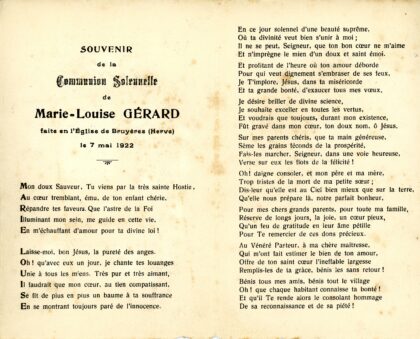 SOUVENIR
de la
Communion Solennelle
de
Marie-Louise GÉRARD
faite en l'Église de Bruyères (Herve)
le 7 mai 1922
Mon doux Sauveur, Tu viens par la très sainte Hostie,
Au cœur tremblant, ému, de ton enfant chérie.
Répandre tes faveurs. Que l'astre de la Foi
Illuminant mon sein, me guide en cette vie.
En m'échauffant d'amour pour ta divine loi !
Laisse-moi, bon Jésus, la pureté des anges.
Oh ! qu'avec eux un jour, je chante tes louanges
Unie à tous les miens. Très pur et très aimant,
Il faudrait que mon cœur, au tien compatissant.
Se fît de plus en plus un baume à ta souffrance
En se montrant toujours paré de l'innocence.
En ce jour solennel d'une beauté suprême.
Où ta divinité veut bien s'unir à moi ;
Il ne se peut, Seigneur, que ton bon cœur ne m'aime
Et n'imprègne le mien d'un doux et saint émoi.
Et profitant de l'heure où ton amour déborde
Pour qui veut dignement s'embraser de ses feux,
Je T'implore, Jésus, dans ta miséricorde
Et ta grande bonté, d'exaucer tous mes vœux.
Je désire briller de divine science,
Je souhaite exceller en toutes les vertus,
Et voudrais que toujours, durant mon existence,
Fût gravé dans mon cœur, ton doux nom, ô Jésus.
Sur mes parents chéris, que ta main généreuse.
Sème les grains féconds de la prospérité.
Fais-les marcher, Seigneur, dans une voie heureuse,
Verse sur eux les flots de la félicité !
Oh! daigne consoler, et mon père et ma mère,
Trop tristes de la mort de ma petite sœur ;
Dis-leur qu'elle est au Ciel bien mieux que sur la terre,
Qu'elle nous prépare là, notre parfait bonheur.
Pour mes chers grands parents, pour toute ma famille,
Réserve de longs jours, la joie, un cœur pieux,
Qu'un feu de gratitude en leur âme pétille
Pour Te remercier de ces dons précieux.
Au Vénéré Pasteur, à ma chère maîtresse.
Qui m'ont fait estimer le bien de ton amour,
Offre de ton saint cœur l'ineffable largesse
Remplis-les de ta grâce, bénis les sans retour !
Bénis tous mes amis, bénis tout le village
Oh ! que chaque habitant connaisse ta bonté !
Et qu'il Te rende alors le consolant hommage
De sa reconnaissance et de sa piété !